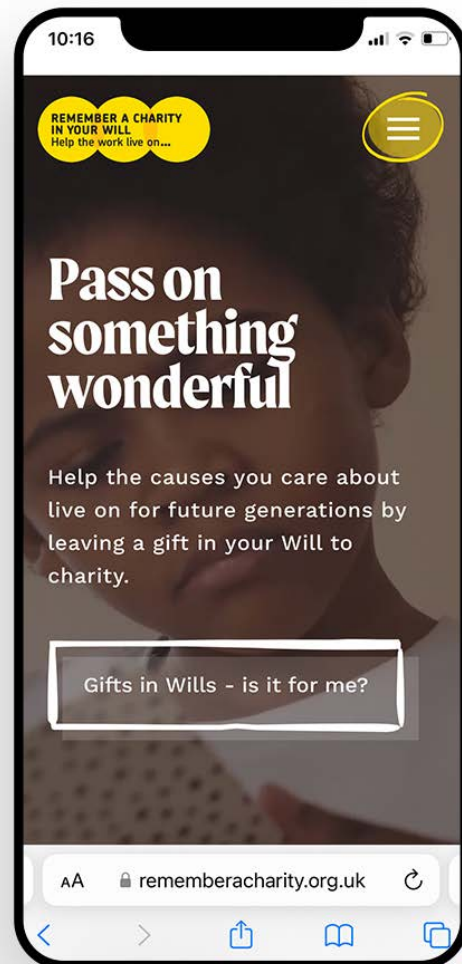 10:16
REMEMBER A CHARITY
IN YOUR WILL
Help the work live on...
Pass on
something
wonderful
Help the causes you care about
live on for future generations by
leaving a gift in your Will to
charity.
Gifts in Wills - is it for me?
AA rememberacharity.org.uk